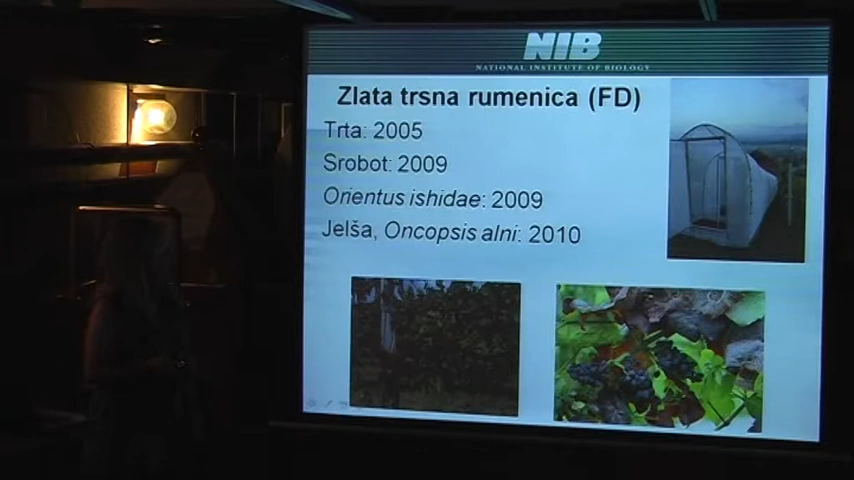 NIB
NATIONAL INSTITUTE OF BIOLOGY
Zlata trsna rumenica (FD)
Trta: 2005
Srobot: 2009
Orientus ishidae: 2009
Jelša, Oncopsis alni: 2010